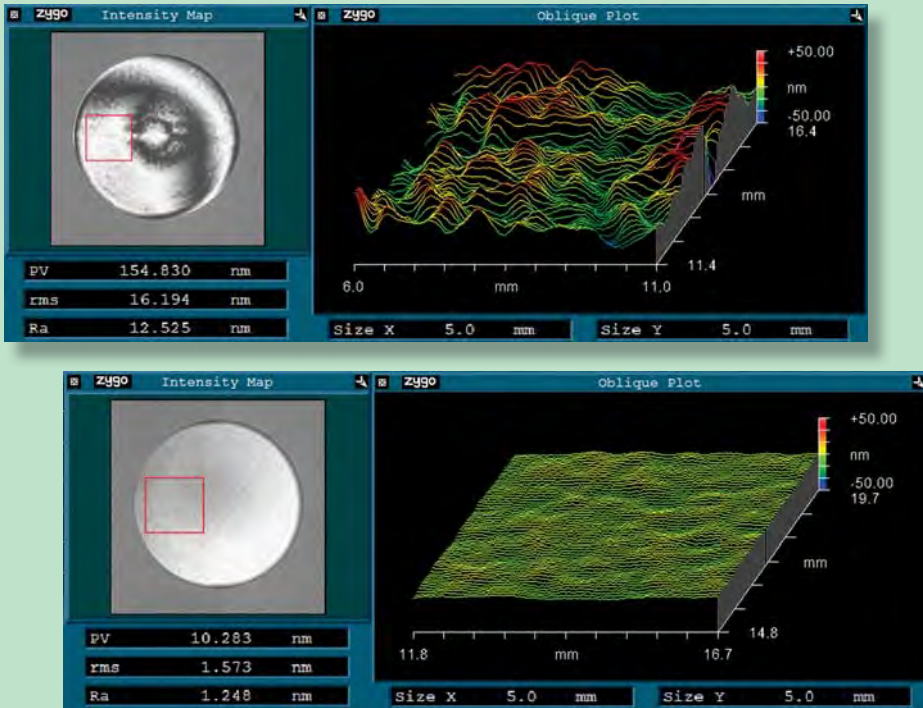 zygo Intensity Map
zygo Oblique Plot
+50.00
nm
-50.00
16.4
mm
11.4
6.0 mm 11.0
PV 154.830 nm
rms 16.194 nm
Ra 12.525 nm
Size X 5.0 mm Size Y 5.0 mm
zygo Intensity Map
zygo Oblique Plot
+50.00
nm
-50.00
19.7
mm
14.8
11.8 mm 16.7
PV 10.283 nm
rms 1.573 nm
Ra 1.248 nm
Size X 5.0 mm Size Y 5.0 mm